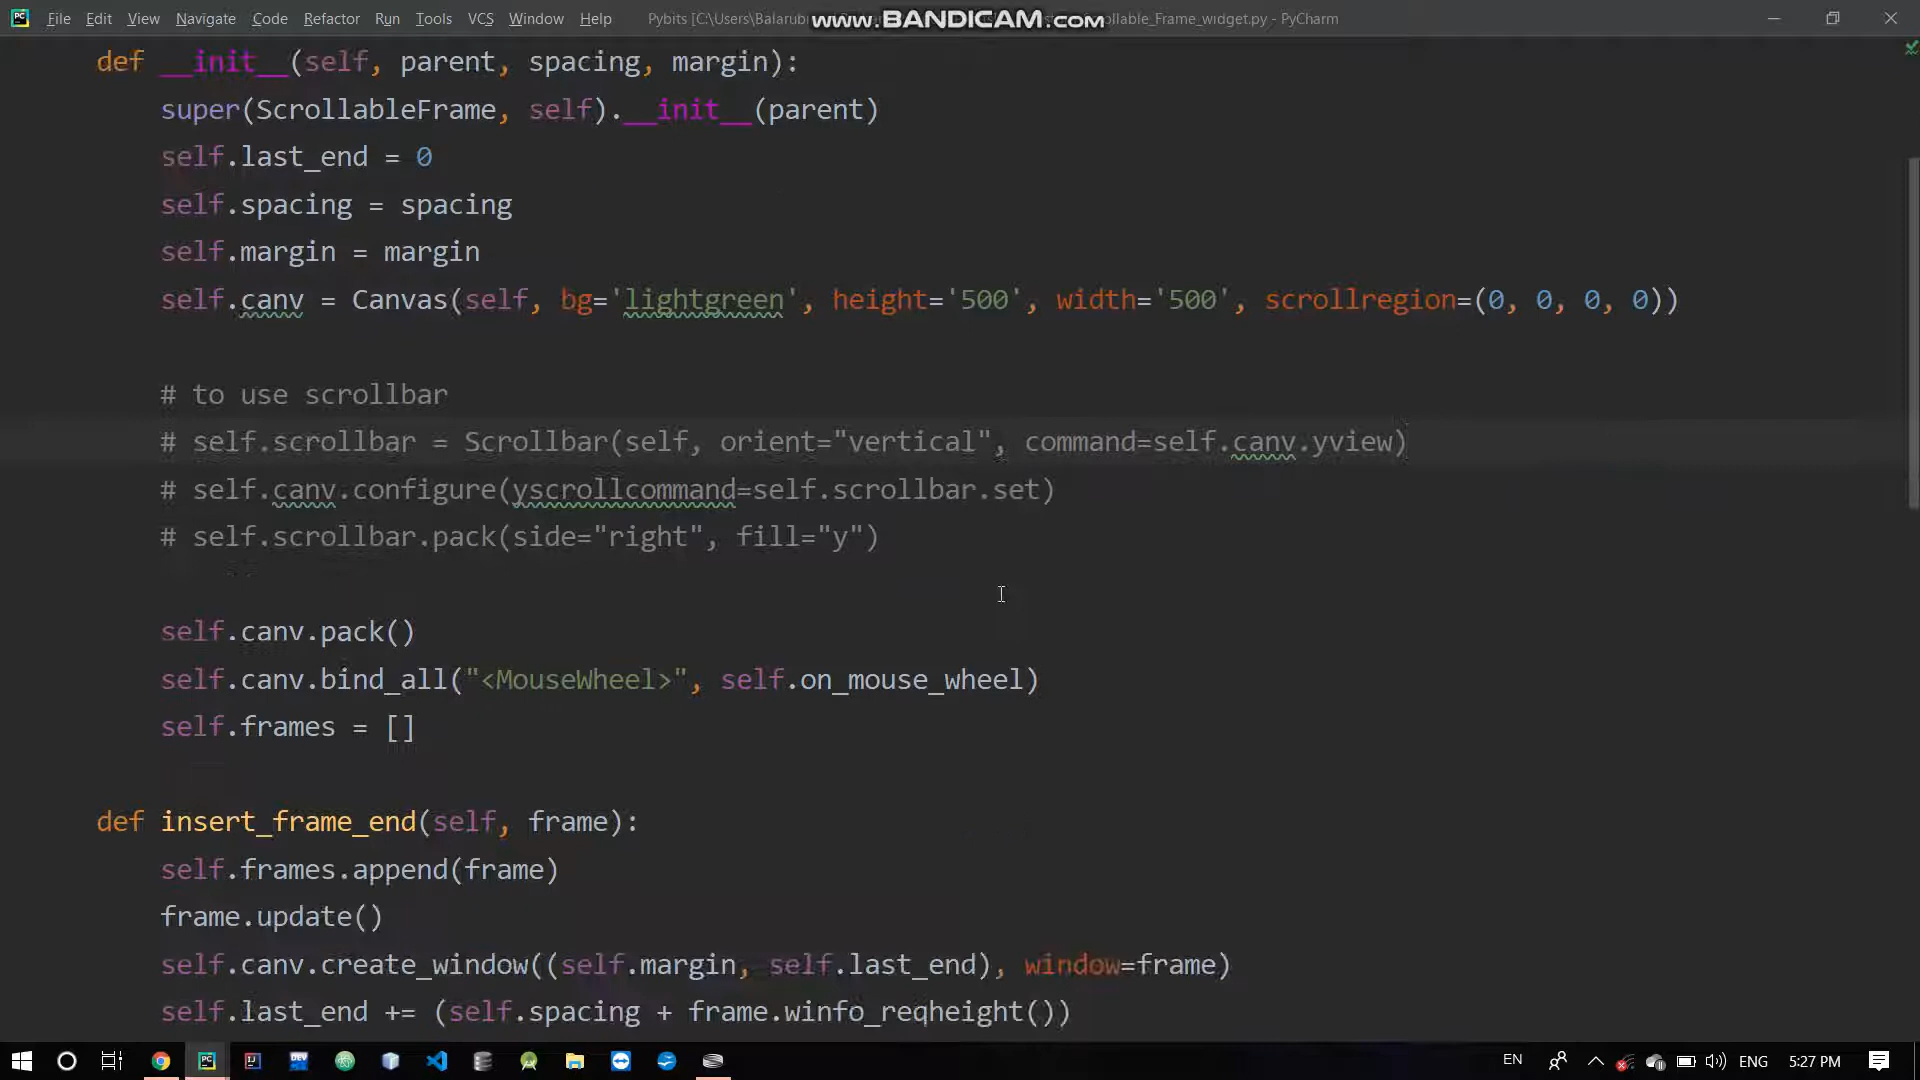 File Edit View Navigate Code Refactor Run Tools VCS Window Help Pybits [C:\Users\Balarub www.BANDICAM.com ollable_Frame_widget.py - PyCharm
def __init__(self, parent, spacing, margin):
super(ScrollableFrame, self).__init__(parent)
self.last_end = 0
self.spacing = spacing
self.margin = margin
self.canv = Canvas(self, bg='lightgreen', height='500', width='500', scrollregion=(0, 0, 0, 0))
# to use scrollbar
# self.scrollbar = Scrollbar(self, orient="vertical", command=self.canv.yview)
# self.canv.configure(yscrollcommand=self.scrollbar.set)
# self.scrollbar.pack(side="right", fill="y")
self.canv.pack()
self.canv.bind_all("<MouseWheel>", self.on_mouse_wheel)
self.frames = []
def insert_frame_end(self, frame):
self.frames.append(frame)
frame.update()
self.canv.create_window((self.margin, self.last_end), window=frame)
self.last_end += (self.spacing + frame.winfo_reqheight())
EN ENG 5:27 PM